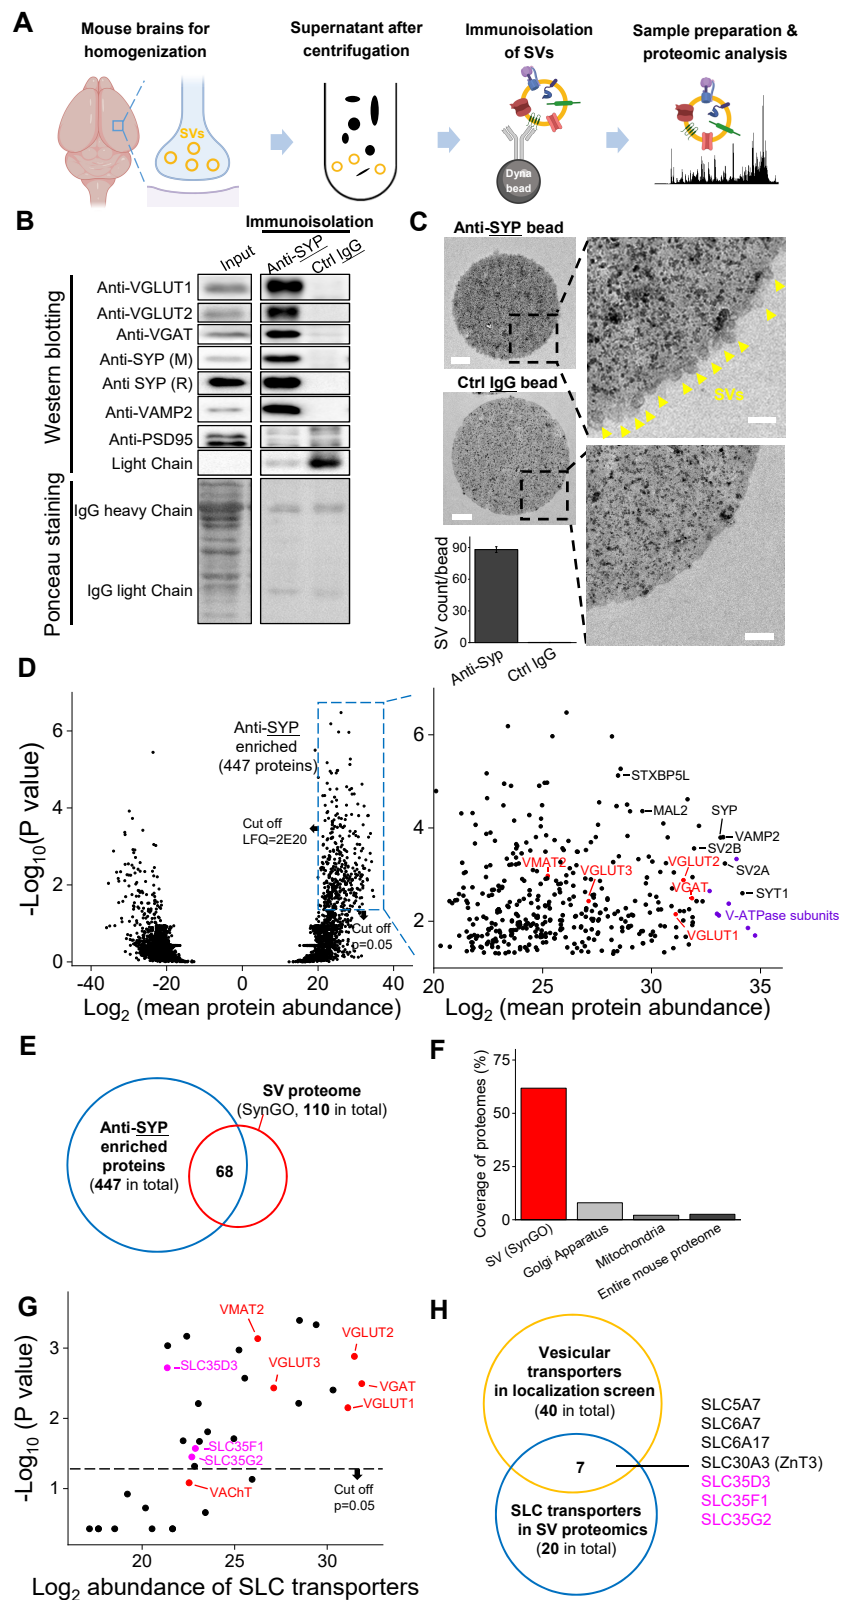 A
Mouse brains for
homogenization
Supernatant after
centrifugation
Immunoisolation
of SVs
Sample preparation &
proteomic analysis
SVs
Dyna
bead
B
Immunoisolation
Input
Anti-SYP
Ctrl IgG
Western blotting
Anti-VGLUT1
Anti-VGLUT2
Anti-VGAT
Anti-SYP (M)
Anti SYP (R)
Anti-VAMP2
Anti-PSD95
Light Chain
Ponceau staining
IgG heavy Chain
IgG light Chain
C
Anti-SYP bead
SVs
Ctrl IgG bead
SV count/bead
90
60
30
0
Anti-Syp
Ctrl IgG
D
-Log10(P value)
6
4
2
0
-40
-20
0
20
40
Log2 (mean protein abundance)
Anti-SYP
enriched
(447 proteins)
Cut off
LFQ=2E20
Cut off
p=0.05
6
4
2
20
25
30
35
Log2 (mean protein abundance)
STXBP5L
MAL2
SYP
VAMP2
SV2B
VGLUT2
SV2A
VMAT2
VGLUT3
VGAT
SYT1
V-ATPase subunits
VGLUT1
E
SV proteome
(SynGO, 110 in total)
Anti-SYP
enriched
proteins
(447 in total)
68
F
Coverage of proteomes (%)
75
50
25
0
SV (SynGO)
Golgi Apparatus
Mitochondria
Entire mouse proteome
G
-Log10 (P value)
3
2
1
20
25
30
Log2 abundance of SLC transporters
VMAT2
VGLUT2
SLC35D3
VGLUT3
VGAT
VGLUT1
SLC35F1
SLC35G2
VAChT
Cut off
p=0.05
H
Vesicular
transporters
in localization screen
(40 in total)
7
SLC transporters
in SV proteomics
(20 in total)
SLC5A7
SLC6A7
SLC6A17
SLC30A3 (ZnT3)
SLC35D3
SLC35F1
SLC35G2